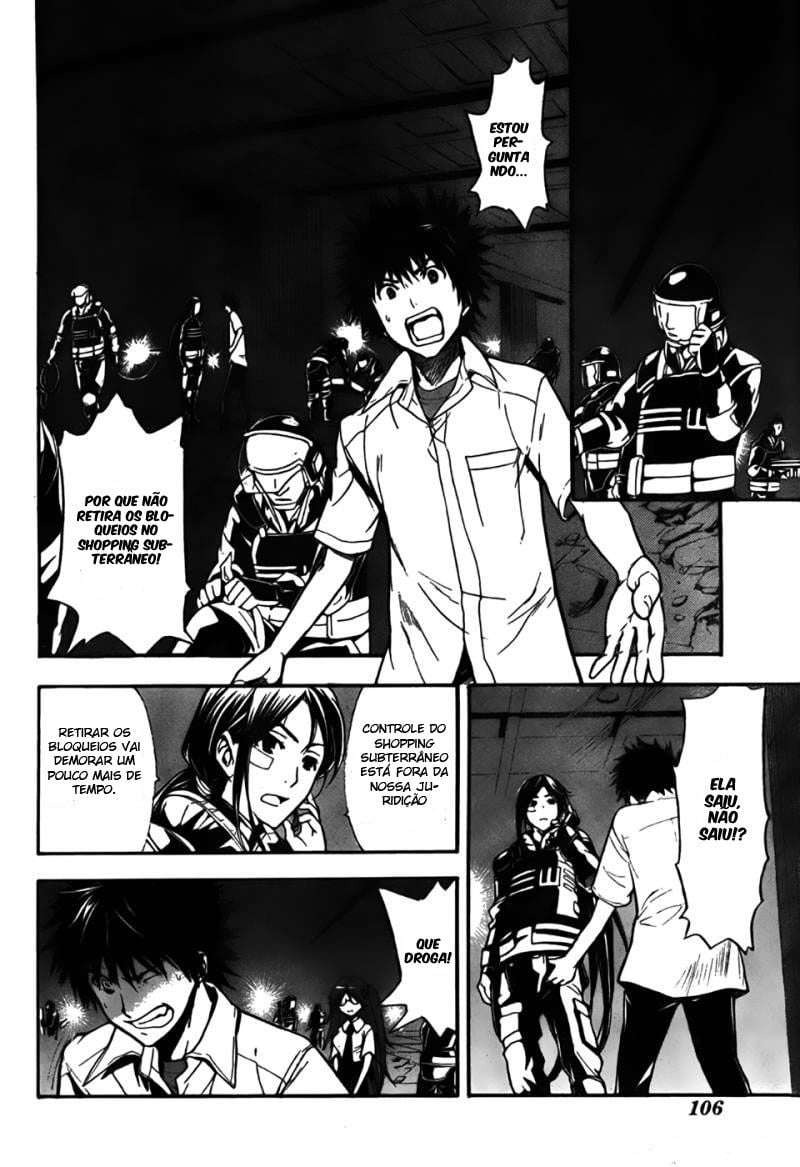 ESTOU
PER-
GUNTA
NDO...
POR QUE NÃO
RETIRA OS BLO-
QUEIOS NO
SHOPPING SUB-
TERRÂNEO!
ELA
SAIU,
NÃO
SAIU!?
CONTROLE DO
SHOPPING
SUBTERRÂNEO
ESTÁ FORA DA
NOSSA JU-
RIDIÇÃO
RETIRAR OS
BLOQUEIOS VAI
DEMORAR UM
POUCO MAIS DE
TEMPO.
QUE
DROGA!
106